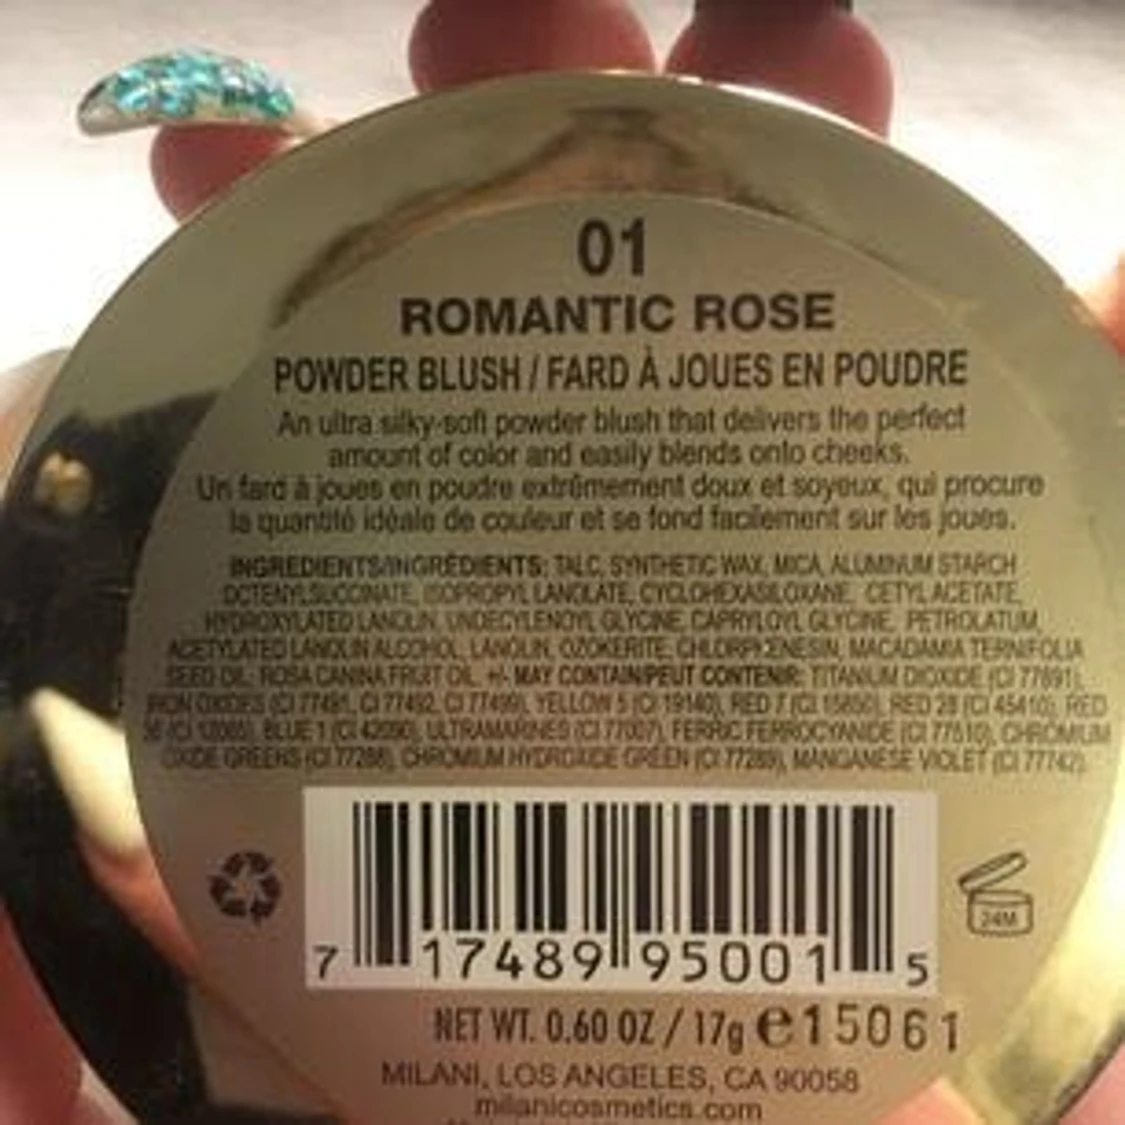 01
ROMANTIC ROSE
POWDER BLUSH / FARD À JOUES EN POUDRE
An ultra silky-soft powder blush that delivers the perfect
amount of color and easily blends onto cheeks.
Un fard à joues en poudre extrêmement doux et soyeux, qui procure
la quantité idéale de couleur et se fond facilement sur les joues.
INGREDIENTS/INGRÉDIENTS: TALC, SYNTHETIC WAX, MICA, ALUMINUM STARCH
OCTENYLSUCCINATE, ISOPROPYL LANOLATE, CYCLOHEXASILOXANE, CETYL ACETATE,
HYDROXYLATED LANOLIN, UNDECYLENOYL GLYCINE, CAPRYLOYL GLYCINE, PETROLATUM,
ACETYLATED LANOLIN ALCOHOL, LANOLIN, OZOKERITE, CHLORPHENESIN, MACADAMIA TERNIFOLIA
SEED OIL, ROSA CANINA FRUIT OIL, +/- MAY CONTAIN/PEUT CONTENIR: TITANIUM DIOXIDE (CI 77891),
IRON OXIDES (CI 77491, CI 77492, CI 77499), YELLOW 5 (CI 19140), RED 7 (CI 15850), RED 28 (CI 45410), RED
(CI 12085), BLUE 1 (CI 42090), ULTRAMARINES (CI 77007), FERRIC FERROCYANIDE (CI 77510), CHROMIUM
OXIDE GREENS (CI 77288), CHROMIUM HYDROXIDE GREEN (CI 77289), MANGANESE VIOLET (CI 77742).
24M
7 17489 95001 5
NET WT. 0.60 OZ / 17g e 15061
MILANI, LOS ANGELES, CA 90058
milanicosmetics.com